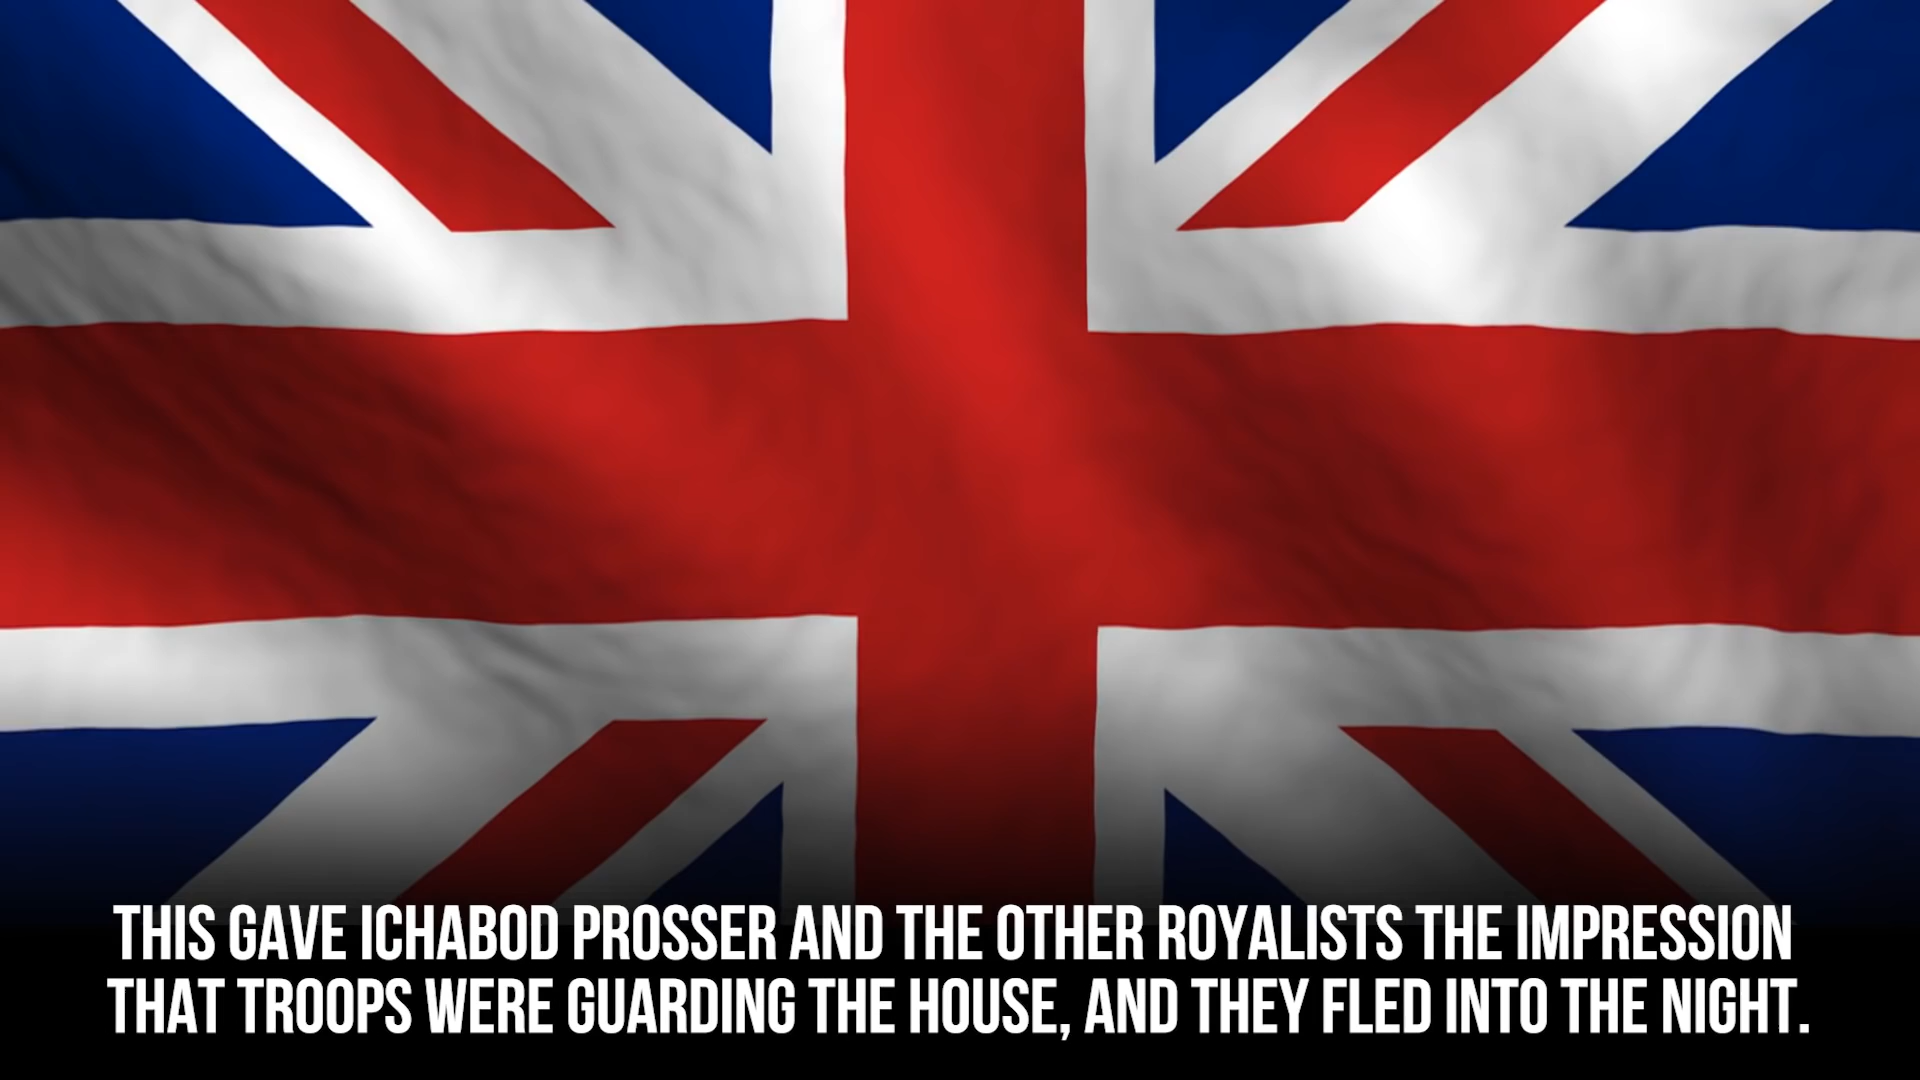 THIS GAVE ICHABOD PROSSER AND THE OTHER ROYALISTS THE IMPRESSION
THAT TROOPS WERE GUARDING THE HOUSE, AND THEY FLED INTO THE NIGHT.